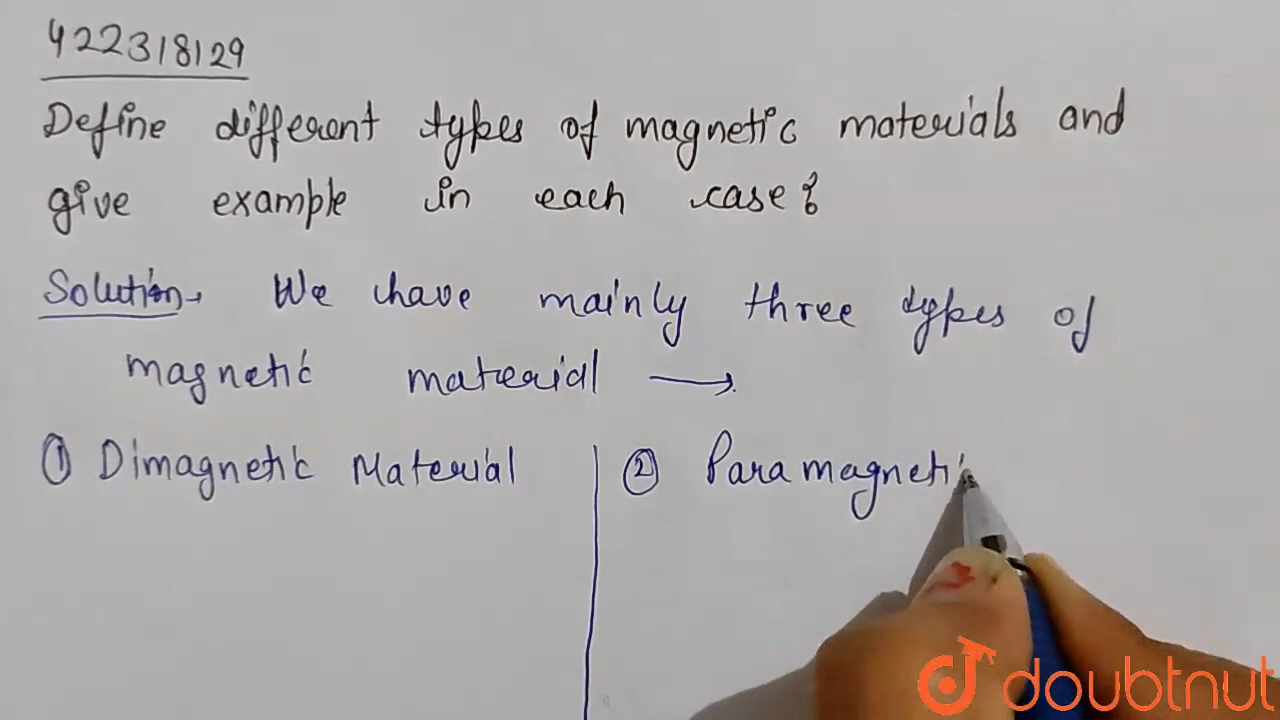 422318129
Define different types of magnetic materials and
give example in each case?
Solution→ We have mainly three types of
magnetic material →
① Dimagnetic Material
② Paramagneti
doubtnut